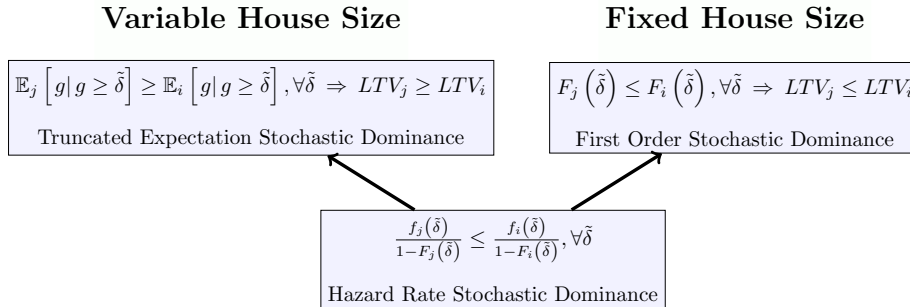 Variable House Size
Fixed House Size
𝔼_j [g| g ≥ δ̃] ≥ 𝔼_i [g| g ≥ δ̃], ∀δ̃ ⇒ LTV_j ≥ LTV_i
Truncated Expectation Stochastic Dominance
F_j (δ̃) ≤ F_i (δ̃), ∀δ̃ ⇒ LTV_j ≤ LTV_i
First Order Stochastic Dominance
f_j(δ̃) / 1−F_j(δ̃) ≤ f_i(δ̃) / 1−F_i(δ̃), ∀δ̃
Hazard Rate Stochastic Dominance